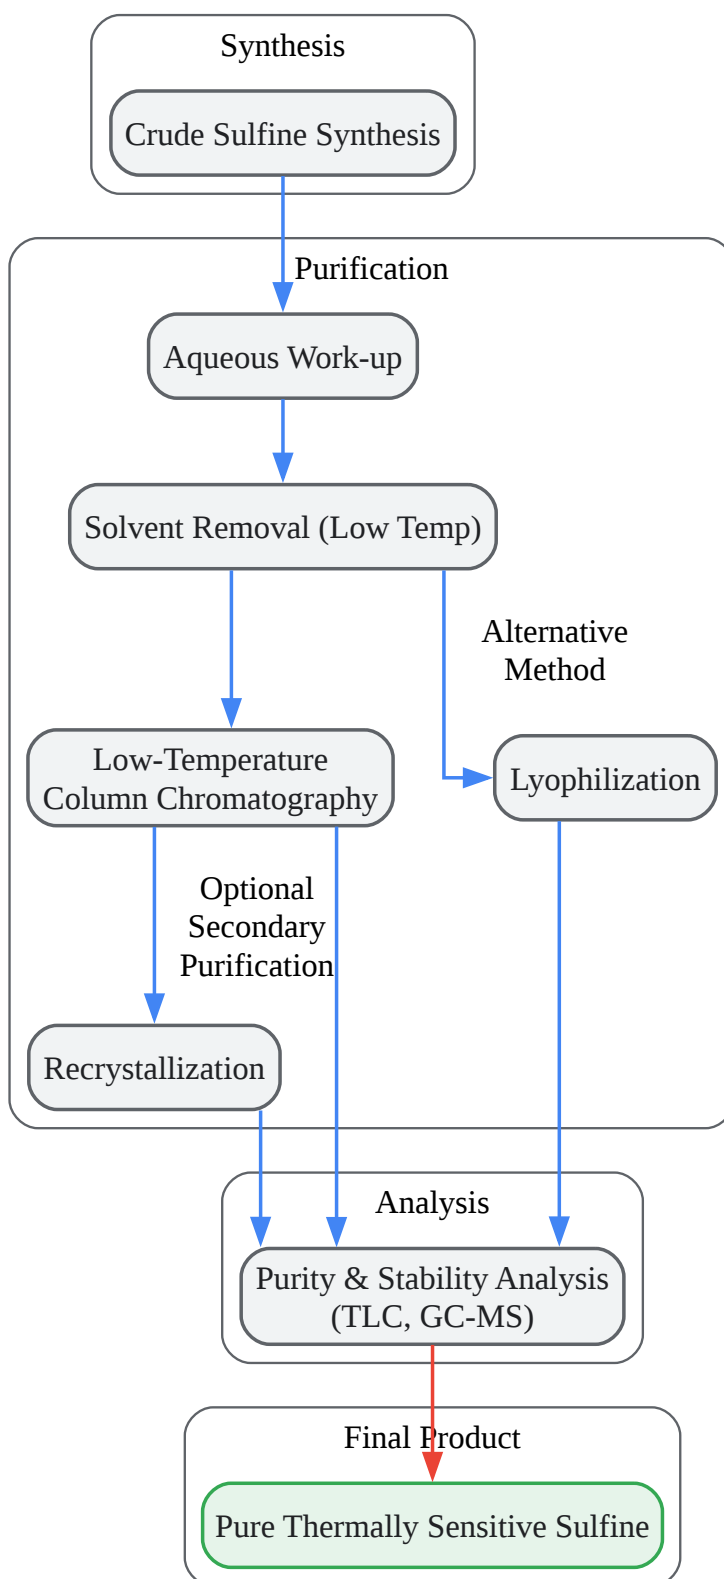 Synthesis
Crude Sulfine Synthesis
Purification
Aqueous Work-up
Solvent Removal (Low Temp)
Alternative
Method
Low-Temperature
Column Chromatography
Lyophilization
Optional
Secondary
Purification
Recrystallization
Analysis
Purity & Stability Analysis
(TLC, GC-MS)
Final Product
Pure Thermally Sensitive Sulfine